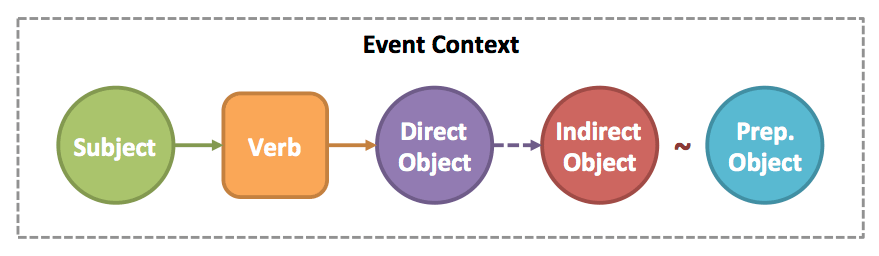 Event Context
Subject
Verb
Direct
Object
Indirect
Object
~
Prep.
Object